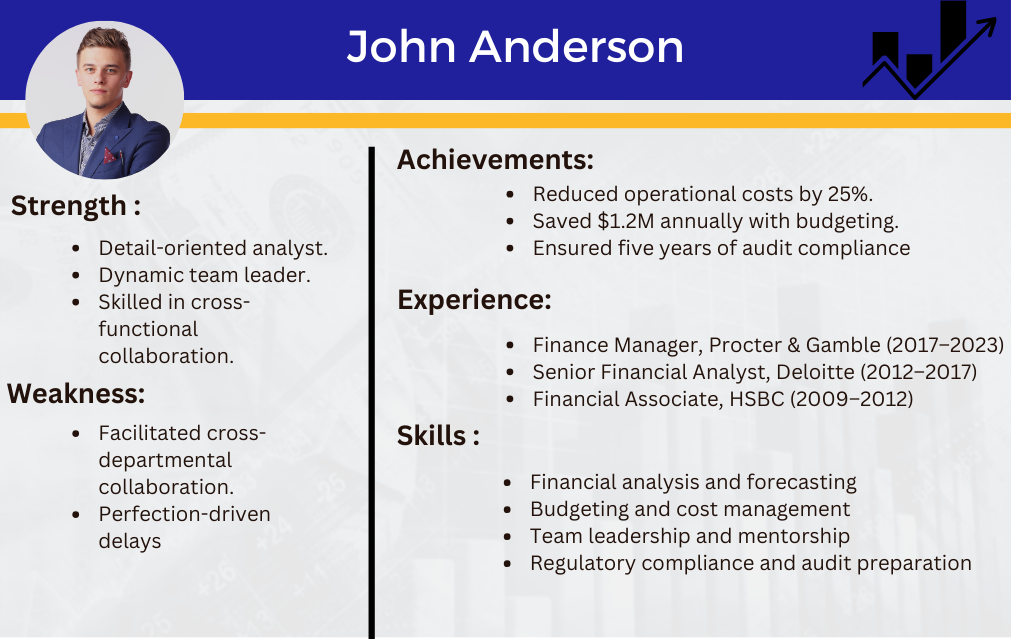 John Anderson
Strength :
• Detail-oriented analyst.
• Dynamic team leader.
• Skilled in cross-
functional
collaboration.
Weakness:
• Facilitated cross-
departmental
collaboration.
• Perfection-driven
delays
Achievements:
• Reduced operational costs by 25%.
• Saved $1.2M annually with budgeting.
• Ensured five years of audit compliance
Experience:
• Finance Manager, Procter & Gamble (2017–2023)
• Senior Financial Analyst, Deloitte (2012–2017)
• Financial Associate, HSBC (2009–2012)
Skills :
• Financial analysis and forecasting
• Budgeting and cost management
• Team leadership and mentorship
• Regulatory compliance and audit preparation